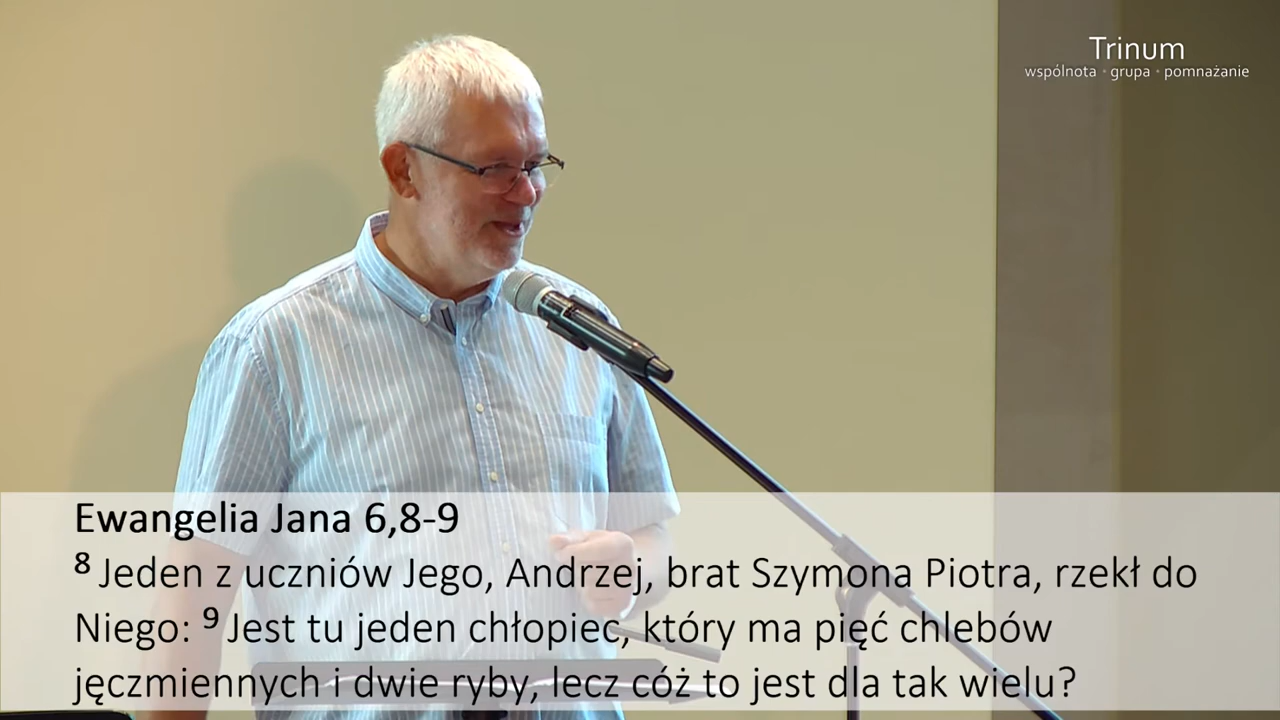 Trinum
wspólnota • grupa • pomnażanie
Ewangelia Jana 6,8-9
8 Jeden z uczniów Jego, Andrzej, brat Szymona Piotra, rzekł do
Niego: 9 Jest tu jeden chłopiec, który ma pięć chlebów
jęczmiennych i dwie ryby, lecz cóż to jest dla tak wielu?